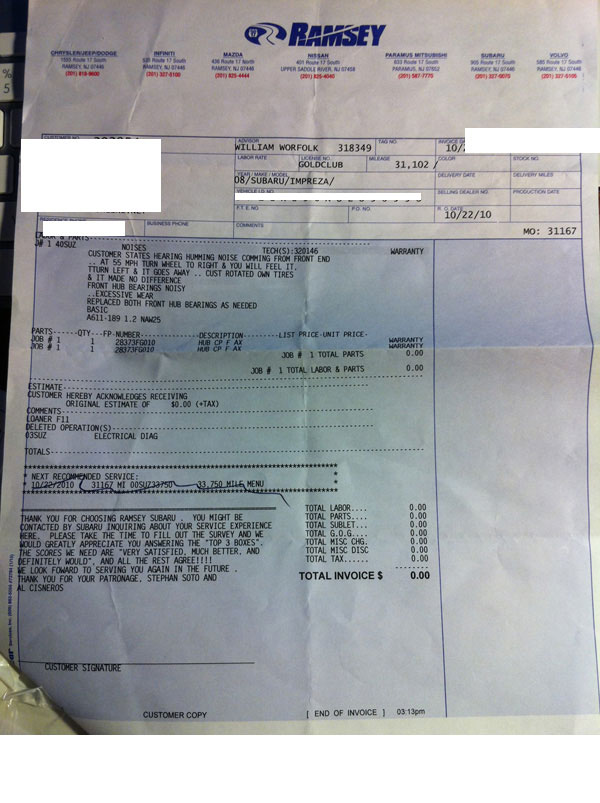 RAMSEY
CHRYSLER/JEEP/DODGE INFINITI MAZDA NISSAN PARAMUS MITSUBISHI SUBARU VOLVO
1555 Route 17 South 535 Route 17 South 436 Route 17 North 401 Route 17 South 833 Route 17 South 905 Route 17 South 585 Route 17 South
RAMSEY, NJ 07446 RAMSEY, NJ 07446 RAMSEY, NJ 07446 UPPER SADDLE RIVER, NJ 07458 PARAMUS, NJ 07652 RAMSEY, NJ 07446 RAMSEY, NJ 07446
(201) 818-9600 (201) 327-5100 (201) 825-4444 (201) 825-4040 (201) 587-7770 (201) 327-0070 (201) 327-5105
CUSTOMER NO. ADVISOR TAG NO. INVOICE
WILLIAM WORFOLK 318349 10/
LABOR RATE LICENSE NO. MILEAGE COLOR STOCK NO.
GOLDCLUB 31,102 /
YEAR / MAKE / MODEL DELIVERY DATE DELIVERY MILES
08/SUBARU/IMPREZA/
VEHICLE I.D. NO. SELLING DEALER NO. PRODUCTION DATE
F.T.E. NO. P.O. NO. R.O. DATE
10/22/10
BUSINESS PHONE COMMENTS
MO: 31167
LABOR & PARTS
J# 1 40SUZ NOISES TECH(S):320146 WARRANTY
CUSTOMER STATES HEARING HUMMING NOISE COMMING FROM FRONT END
.. AT 55 MPH TURN WHEEL TO RIGHT & YOU WILL FEEL IT.
TTURN LEFT & IT GOES AWAY .. CUST ROTATED OWN TIRES
& IT MADE NO DIFFERENCE
FRONT HUB BEARINGS NOISY
..EXCESSIVE WEAR
REPLACED BOTH FRONT HUB BEARINGS AS NEEDED
BASIC
A611-189 1.2 NAW25
PARTS------QTY---FP-NUMBER---------------DESCRIPTION---------LIST PRICE-UNIT PRICE-
JOB # 1 1 28373FG010 HUB CP F AX WARRANTY
JOB # 1 1 28373FG010 HUB CP F AX WARRANTY
JOB # 1 TOTAL PARTS 0.00
JOB # 1 TOTAL LABOR & PARTS 0.00
ESTIMATE
CUSTOMER HEREBY ACKNOWLEDGES RECEIVING
ORIGINAL ESTIMATE OF $0.00 (+TAX)
COMMENTS
LOANER F11
DELETED OPERATION(S)
03SUZ ELECTRICAL DIAG
TOTALS
* NEXT RECOMMENDED SERVICE: *
* 10/22/2010 31167 MI 00SUZ33750 33,750 MILE MENU *
THANK YOU FOR CHOOSING RAMSEY SUBARU . YOU MIGHT BE
CONTACTED BY SUBARU INQUIRING ABOUT YOUR SERVICE EXPERIENCE
HERE. PLEASE TAKE THE TIME TO FILL OUT THE SURVEY AND WE
WOULD GREATLY APPRECIATE YOU ANSWERING THE "TOP 3 BOXES".
THE SCORES WE NEED ARE "VERY SATISFIED, MUCH BETTER, AND
DEFINITELY WOULD", AND ALL THE REST AGREE!!!!
WE LOOK FOWARD TO SERVING YOU AGAIN IN THE FUTURE .
THANK YOU FOR YOUR PATRONAGE, STEPHAN SOTO AND
AL CISNEROS
TOTAL LABOR.... 0.00
TOTAL PARTS.... 0.00
TOTAL SUBLET... 0.00
TOTAL G.O.G.... 0.00
TOTAL MISC CHG. 0.00
TOTAL MISC DISC 0.00
TOTAL TAX...... 0.00
TOTAL INVOICE $ 0.00
CUSTOMER SIGNATURE
CUSTOMER COPY [ END OF INVOICE ] 03:13pm